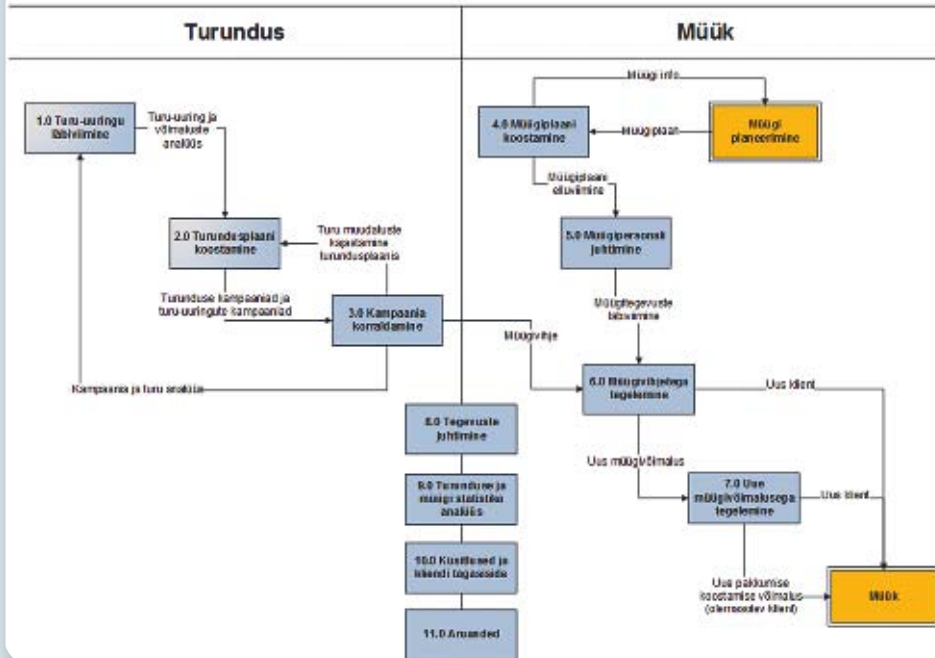 Turundus
Müük
1.0 Turu-uuringu
läbiviimine
Turu-uuring ja
võimaluste
analüüs
2.0 Turundusplaani
koostamine
Turu muudatuste
kajastamine
turundusplaanis
Turunduse kampaaniad ja
turu-uuringute kampaaniad
3.0 Kampaania
korraldamine
Kampaania ja turu analüüs
Müügi info
4.0 Müügiplaani
koostamine
Müügiplaan
Müügi
planeerimine
Müügiplaani
elluviimine
5.0 Müügipersonali
juhtimine
Müügitegevuste
läbiviimine
Müügivihje
6.0 Müügivihjetega
tegelemine
Uus klient
Uus müügivõimalus
7.0 Uue
müügivõimalusega
tegelemine
Uus klient
Uue pakkumise
koostamise võimalus
(olemasolev klient)
Müük
8.0 Tegevuste
juhtimine
9.0 Turunduse ja
müügi statistika
analüüs
10.0 Küsitlused ja
kliendi tagasiside
11.0 Aruanded